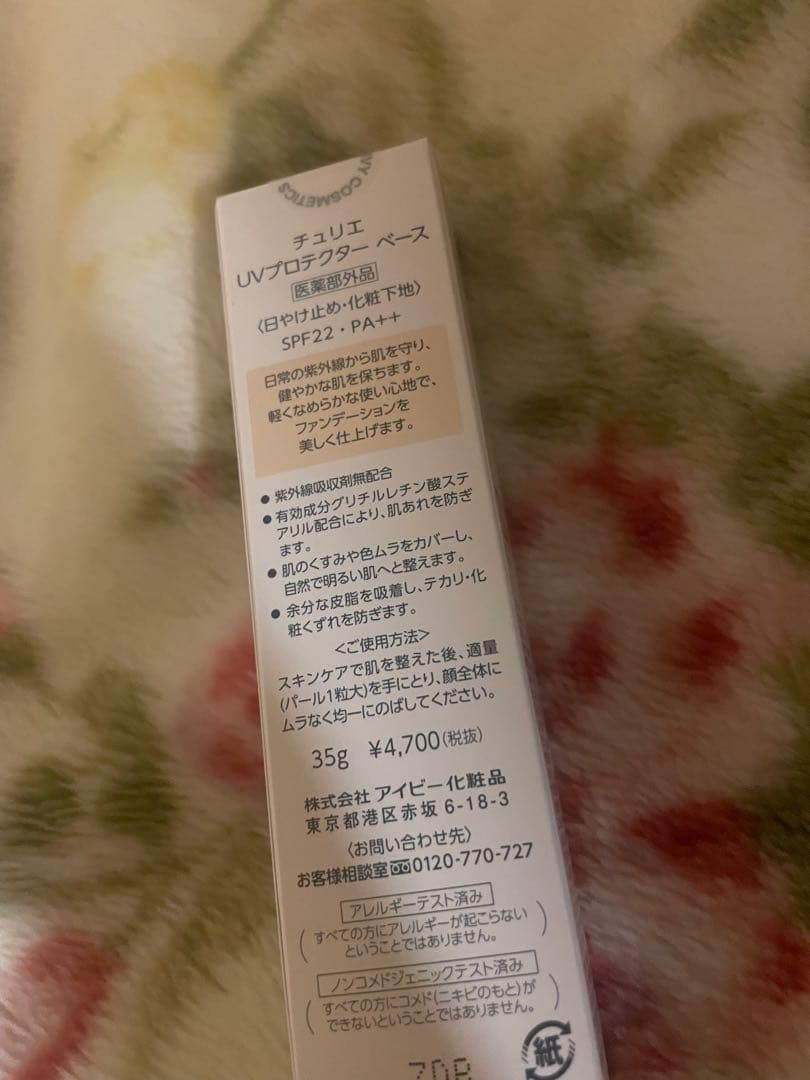 IVY COSMETICS
チュリエ
UVプロテクター ベース
医薬部外品
〈日やけ止め・化粧下地〉
SPF22・PA++
日常の紫外線から肌を守り、
健やかな肌を保ちます。
軽くなめらかな使い心地で、
ファンデーションを
美しく仕上げます。
● 紫外線吸収剤無配合
● 有効成分グリチルレチン酸ステ
アリル配合により、肌あれを防ぎ
ます。
● 肌のくすみや色ムラをカバーし、
自然で明るい肌へと整えます。
● 余分な皮脂を吸着し、テカリ・化
粧くずれを防ぎます。
＜ご使用方法＞
スキンケアで肌を整えた後、適量
(パール1粒大)を手にとり、顔全体に
ムラなく均一にのばしてください。
35g ¥4,700(税抜)
株式会社 アイビー化粧品
東京都港区赤坂 6-18-3
〈お問い合わせ先〉
お客様相談室 0120-770-727
アレルギーテスト済み
(すべての方にアレルギーが起こらない
ということではありません。)
ノンコメドジェニックテスト済み
(すべての方にコメド(ニキビのもと)が
できないということではありません。)
紙